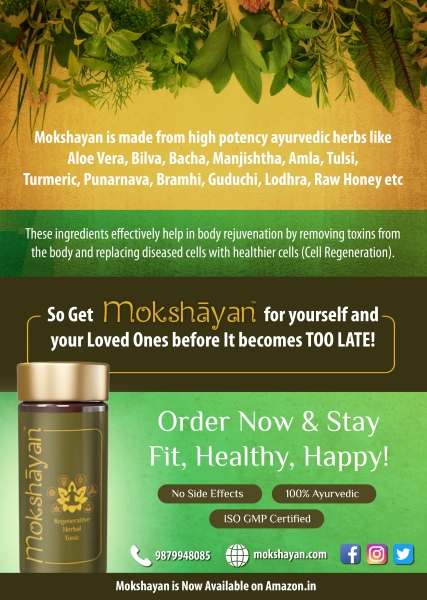 Mokshayan is made from high potency ayurvedic herbs like
Aloe Vera, Bilva, Bacha, Manjishtha, Amla, Tulsi,
Turmeric, Punarnava, Bramhi, Guduchi, Lodhra, Raw Honey etc
These ingredients effectively help in body rejuvenation by removing toxins from
the body and replacing diseased cells with healthier cells (Cell Regeneration).
So Get Mokshāyan™ for yourself and
your Loved Ones before It becomes TOO LATE!
Mokshāyan™
Regenerative
Herbal
Tonic
Order Now & Stay
Fit, Healthy, Happy!
No Side Effects 100% Ayurvedic
ISO GMP Certified
9879948085 mokshayan.com
Mokshayan is Now Available on Amazon.in